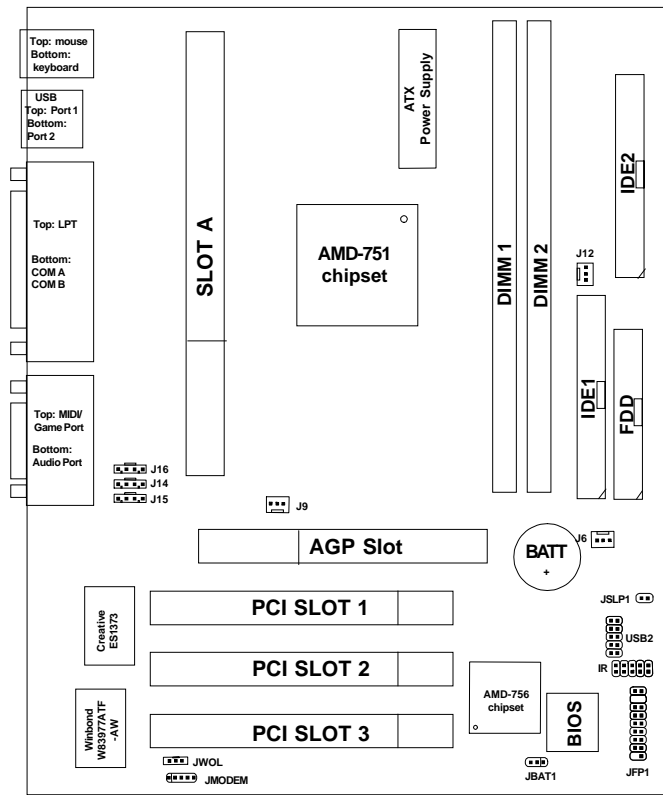 Top: mouse
Bottom:
keyboard
USB
Top: Port 1
Bottom:
Port 2
Top: LPT
Bottom:
COM A
COM B
Top: MIDI/
Game Port
Bottom:
Audio Port
SLOT A
ATX
Power Supply
AMD-751
chipset
DIMM 1
DIMM 2
IDE2
J12
IDE1
FDD
J16
J14
J15
J9
AGP Slot
BATT
+
J6
Creative
ES1373
PCI SLOT 1
JSLP1
USB2
IR
PCI SLOT 2
AMD-756
chipset
Winbond
W83977ATF
-AW
PCI SLOT 3
BIOS
JWOL
JMODEM
JBAT1
JFP1